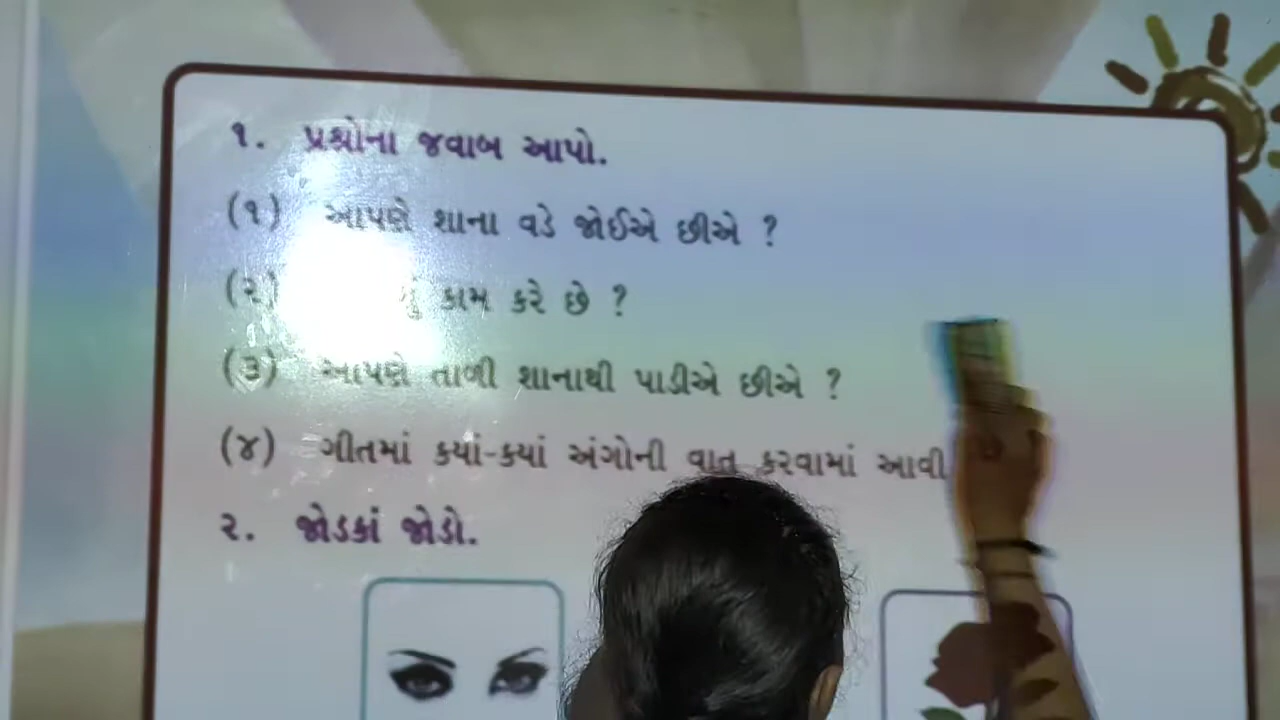 ૧. પ્રશ્નોના જવાબ આપો.
(૧) આપણે શાના વડે જોઈએ છીએ ?
(૨) કામ કરે છે ?
(૩) આપણે તાળી શાનાથી પાડીએ છીએ ?
(૪) ગીતમાં કયાં-કયાં અંગોની વાત કરવામાં આવી
૨. જોડકાં જોડો.